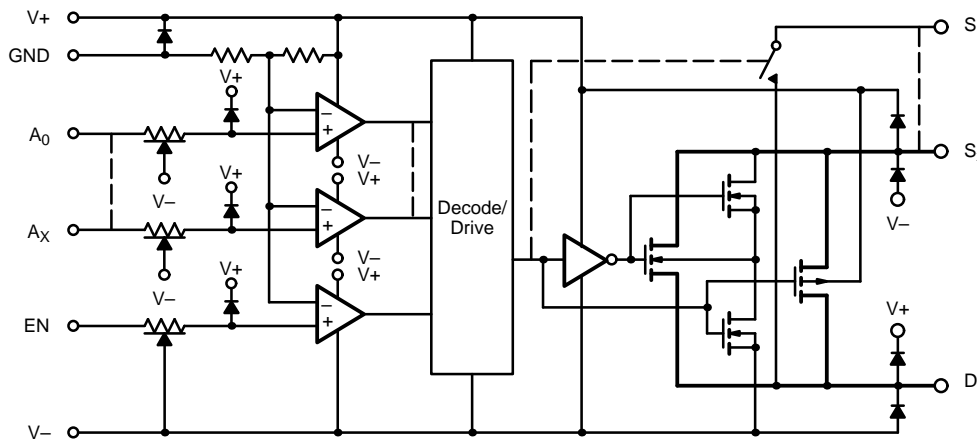 V+
GND
V+
A0
V–
V+
AX
V–
V+
EN
V–
–
+
V–
V+
–
+
V–
V+
–
+
Decode/
Drive
S
S
V–
V+
D